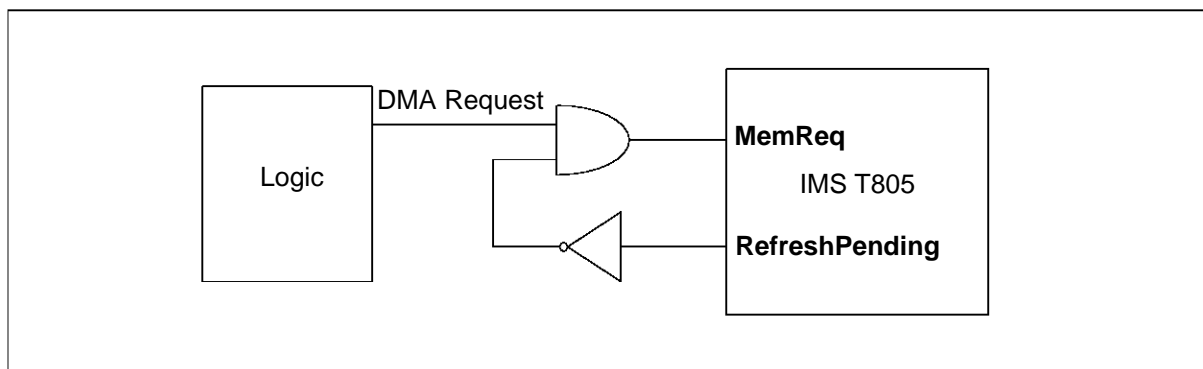 DMA Request
MemReq
Logic
IMS T805
RefreshPending